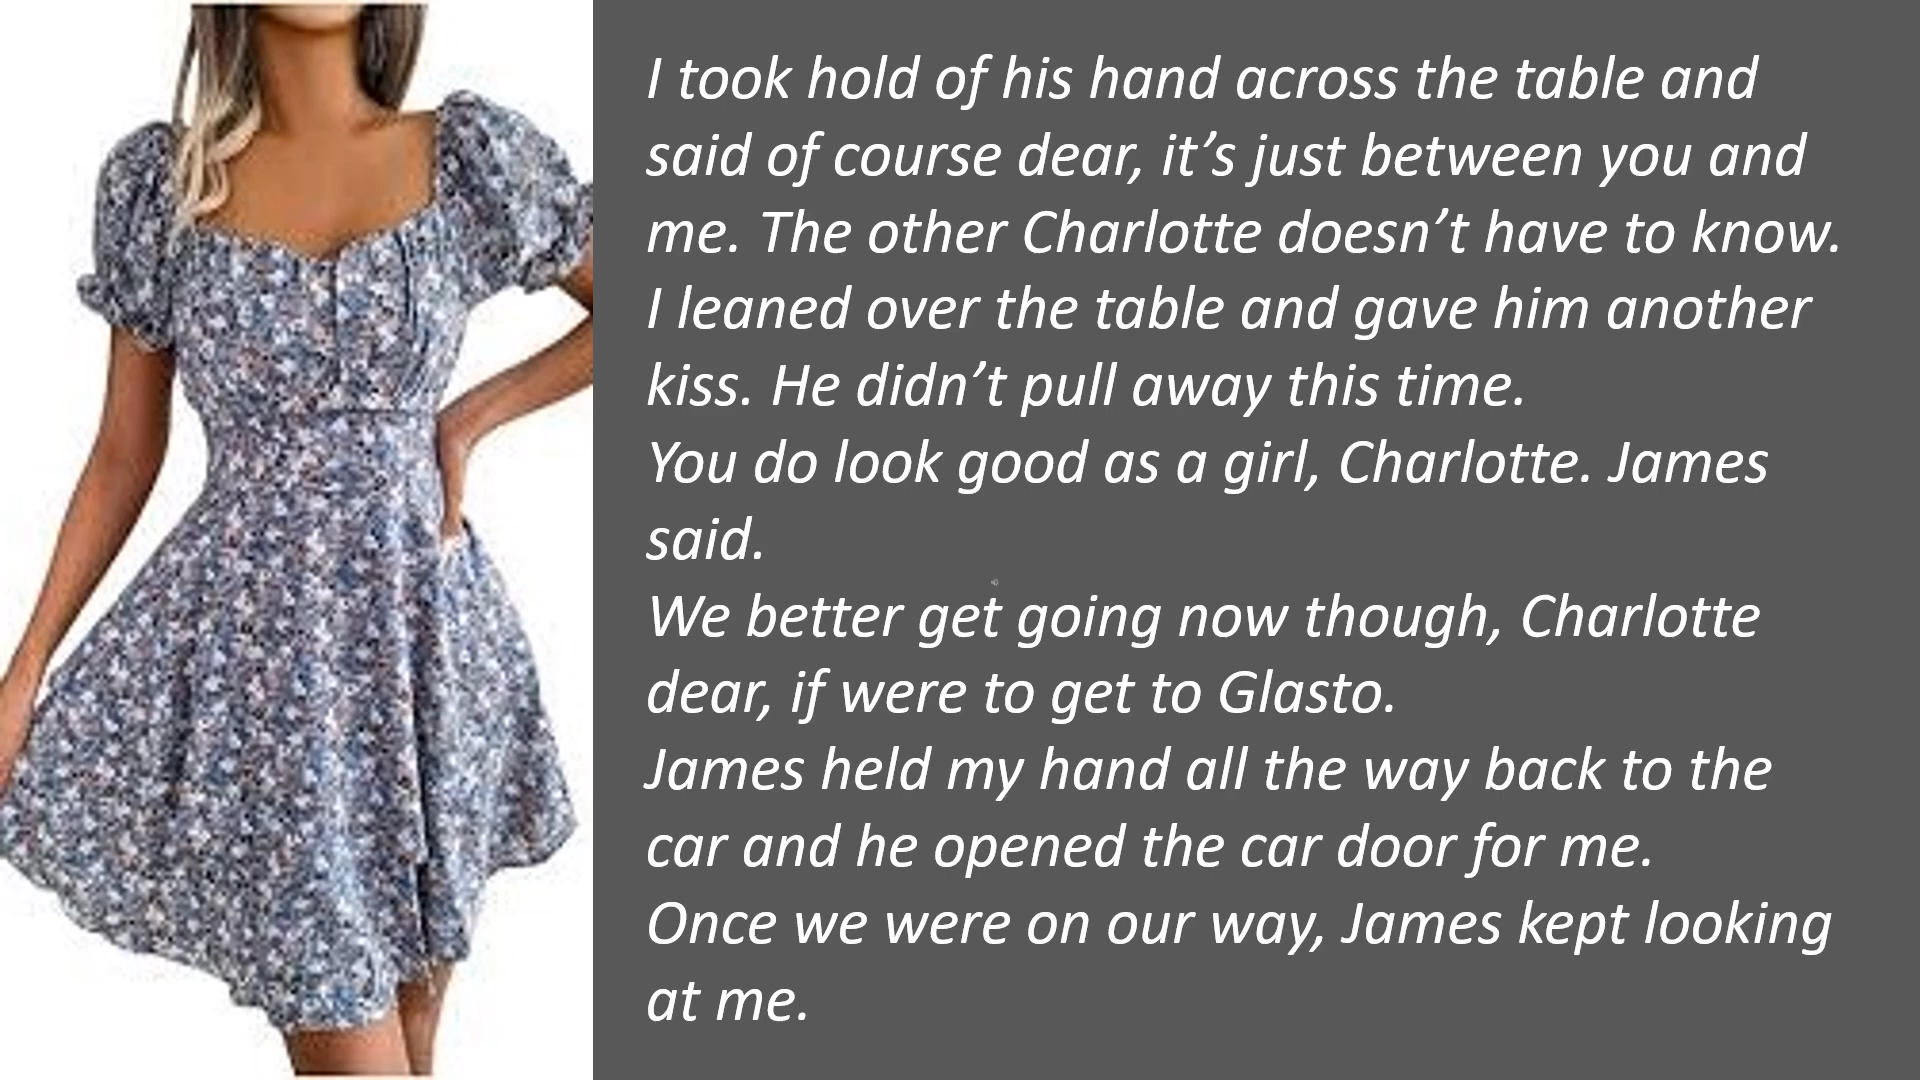 I took hold of his hand across the table and
said of course dear, it’s just between you and
me. The other Charlotte doesn’t have to know.
I leaned over the table and gave him another
kiss. He didn’t pull away this time.
You do look good as a girl, Charlotte. James
said.
We better get going now though, Charlotte
dear, if were to get to Glasto.
James held my hand all the way back to the
car and he opened the car door for me.
Once we were on our way, James kept looking
at me.